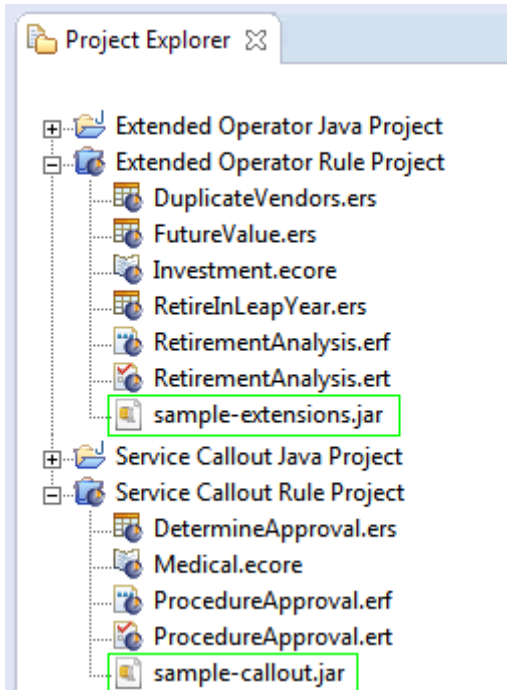 Project Explorer
Extended Operator Java Project
Extended Operator Rule Project
DuplicateVendors.ers
FutureValue.ers
Investment.ecore
RetireInLeapYear.ers
RetirementAnalysis.erf
RetirementAnalysis.ert
sample-extensions.jar
Service Callout Java Project
Service Callout Rule Project
DetermineApproval.ers
Medical.ecore
ProcedureApproval.erf
ProcedureApproval.ert
sample-callout.jar